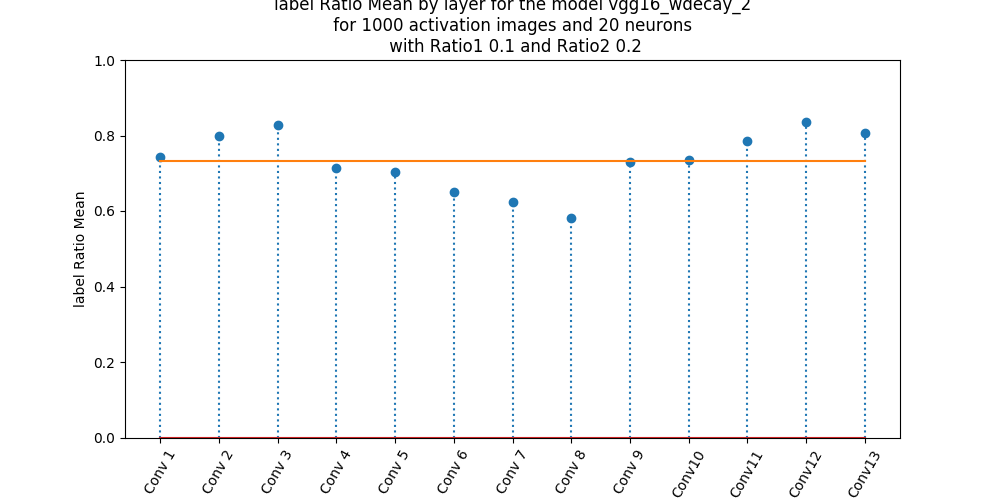 label Ratio Mean by layer for the model vgg16_wdecay_2
for 1000 activation images and 20 neurons
with Ratio1 0.1 and Ratio2 0.2
1.0
0.8
0.6
0.4
0.2
0.0
label Ratio Mean
Conv 1
Conv 2
Conv 3
Conv 4
Conv 5
Conv 6
Conv 7
Conv 8
Conv 9
Conv10
Conv11
Conv12
Conv13